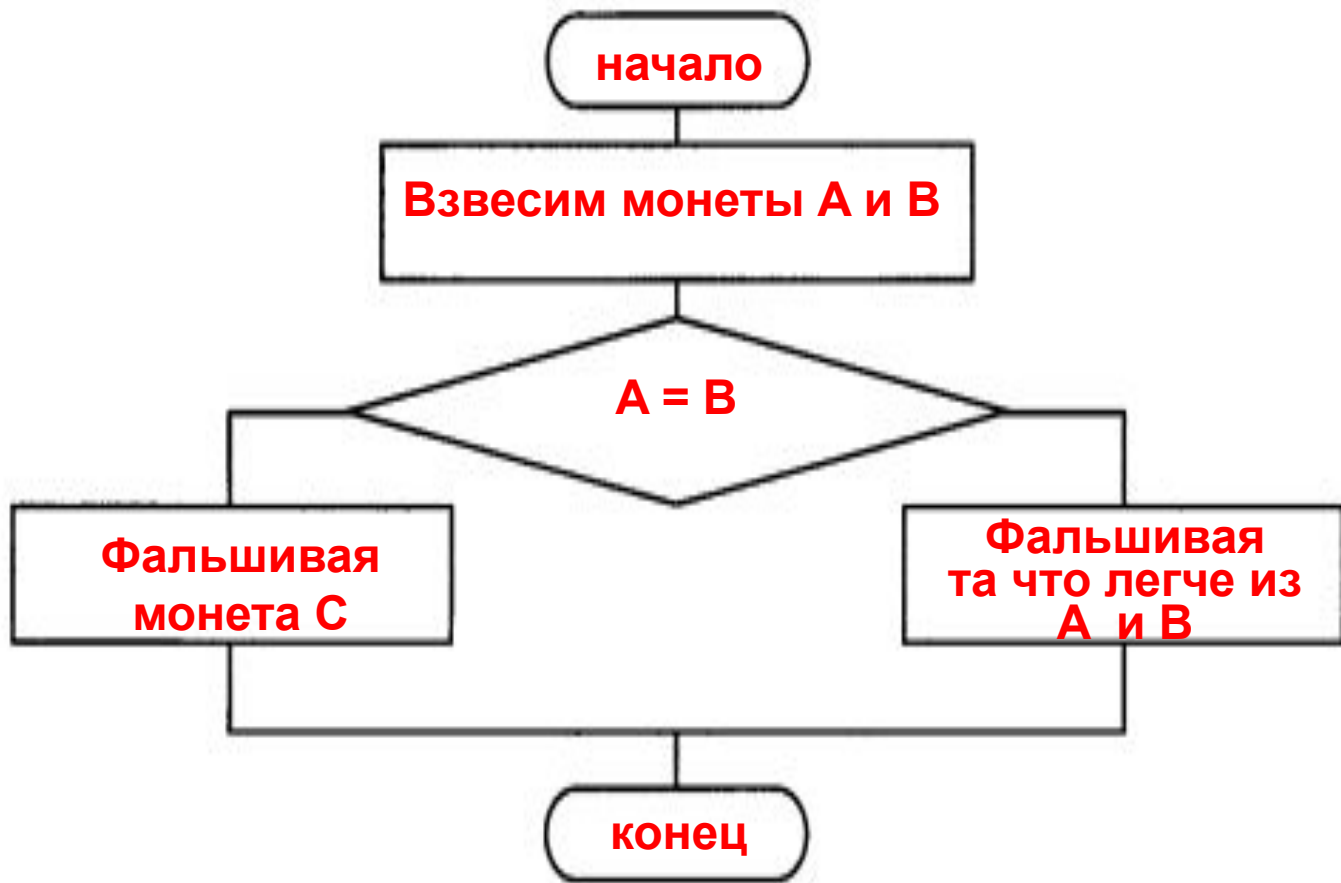 начало
Взвесим монеты А и В
А = В
Фальшивая
монета С
Фальшивая
та что легче из
А и В
конец